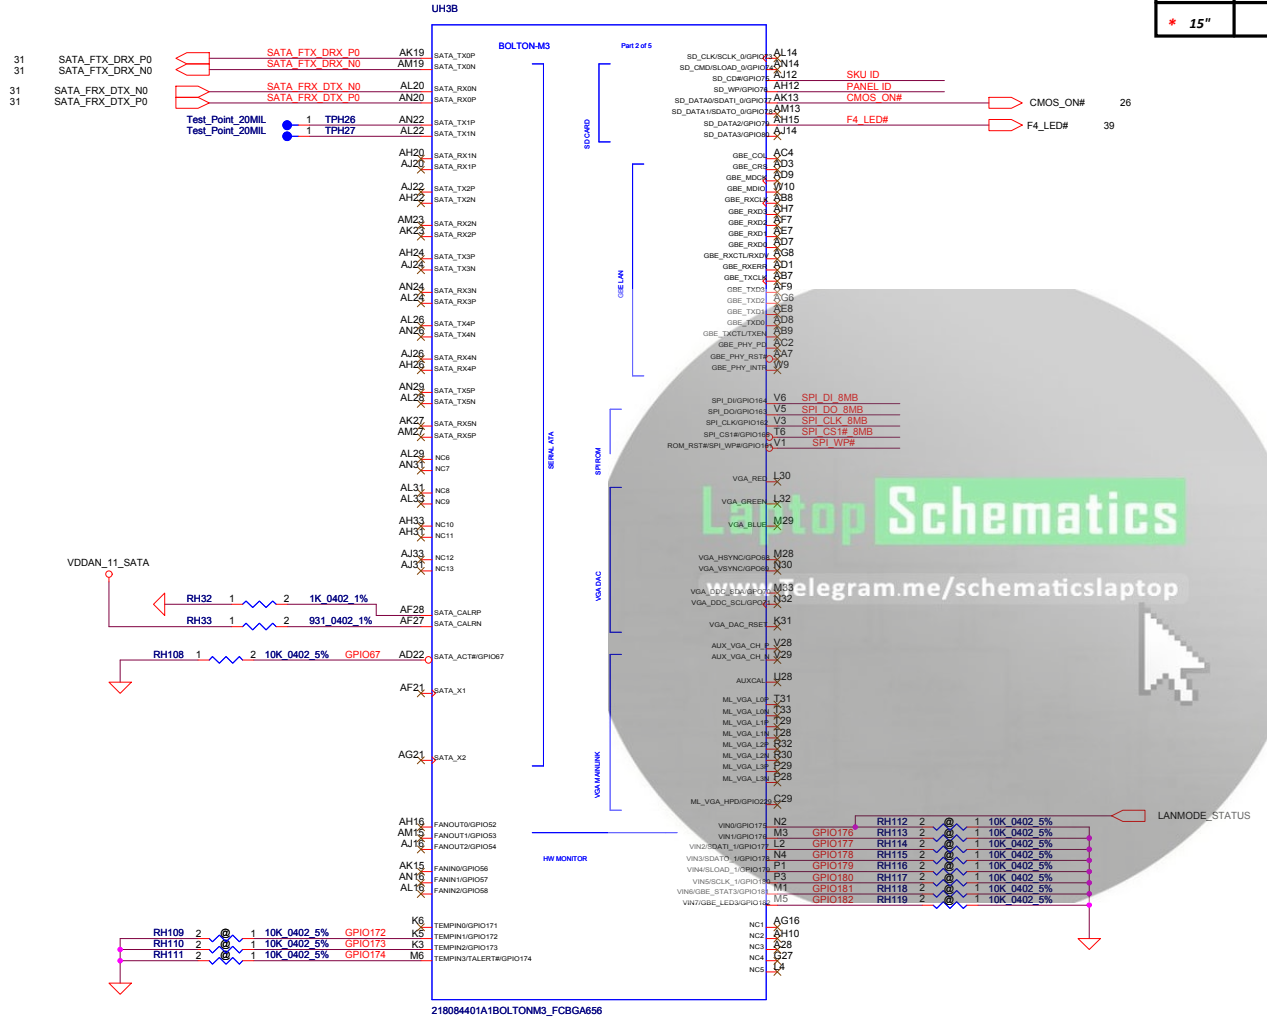 UH3B
* 15"
BOLTON-M3
Part 2 of 5
31 SATA_FTX_DRX_P0 SATA_FTX_DRX_P0 AK19 SATA_TX0P
31 SATA_FTX_DRX_N0 SATA_FTX_DRX_N0 AM19 SATA_TX0N
31 SATA_FRX_DTX_N0 SATA_FRX_DTX_N0 AL20 SATA_RX0N
31 SATA_FRX_DTX_P0 SATA_FRX_DTX_P0 AN20 SATA_RX0P
Test_Point_20MIL 1 TPH26 AN22 SATA_TX1P
Test_Point_20MIL 1 TPH27 AL22 SATA_TX1N
AH20 SATA_RX1N
AJ20 SATA_RX1P
AJ22 SATA_TX2P
AH22 SATA_TX2N
AM23 SATA_RX2N
AK23 SATA_RX2P
AH24 SATA_TX3P
AJ24 SATA_TX3N
AN24 SATA_RX3N
AL24 SATA_RX3P
AL26 SATA_TX4P
AN26 SATA_TX4N
AJ26 SATA_RX4N
AH26 SATA_RX4P
AN29 SATA_TX5P
AL28 SATA_TX5N
AK27 SATA_RX5N
AM27 SATA_RX5P
AL29 NC6
AN31 NC7
AL31 NC8
AL33 NC9
AH33 NC10
AH31 NC11
AJ33 NC12
AJ31 NC13
VDDAN_11_SATA
RH32 1 2 1K_0402_1% AF28 SATA_CALRP
RH33 1 2 931_0402_1% AF27 SATA_CALRN
RH108 1 2 10K_0402_5% GPIO67 AD22 SATA_ACT#/GPIO67
AF21 SATA_X1
AG21 SATA_X2
AH16 FANOUT0/GPIO52
AM15 FANOUT1/GPIO53
AJ16 FANOUT2/GPIO54
AK15 FANIN0/GPIO56
AN16 FANIN1/GPIO57
AL16 FANIN2/GPIO58
K6 TEMPIN0/GPIO171
RH109 2 @ 1 10K_0402_5% GPIO172 K5 TEMPIN1/GPIO172
RH110 2 @ 1 10K_0402_5% GPIO173 K3 TEMPIN2/GPIO173
RH111 2 @ 1 10K_0402_5% GPIO174 M6 TEMPIN3/TALERT#/GPIO174
SERIAL ATA
HW MONITOR
SD CARD
GBE LAN
SPI ROM
VGA DAC
VGA MAINLINK
SD_CLK/SCLK_0/GPIO73 AL14
SD_CMD/SLOAD_0/GPIO74 AN14
SD_CD#/GPIO75 AJ12 SKU ID
SD_WP/GPIO76 AH12 PANEL ID
SD_DATA0/SDATI_0/GPIO77 AK13 CMOS_ON# CMOS_ON# 26
SD_DATA1/SDATO_0/GPIO78 AM13
SD_DATA2/GPIO79 AH15 F4_LED# F4_LED# 39
SD_DATA3/GPIO80 AJ14
GBE_COL AC4
GBE_CRS AD3
GBE_MDCK AD9
GBE_MDIO W10
GBE_RXCLK AB8
GBE_RXD3 AH7
GBE_RXD2 AF7
GBE_RXD1 AE7
GBE_RXD0 AD7
GBE_RXCTL/RXDV AG8
GBE_RXERR AD1
GBE_TXCLK AB7
GBE_TXD3 AF9
GBE_TXD2 AG6
GBE_TXD1 AE8
GBE_TXD0 AD8
GBE_TXCTL/TXEN AB9
GBE_PHY_PD AC2
GBE_PHY_RST# AA7
GBE_PHY_INTR W9
SPI_DI/GPIO164 V6 SPI_DI_8MB
SPI_DO/GPIO163 V5 SPI_DO_8MB
SPI_CLK/GPIO162 V3 SPI_CLK_8MB
SPI_CS1#/GPIO165 T6 SPI_CS1#_8MB
ROM_RST#/SPI_WP#/GPIO161 V1 SPI_WP#
VGA_RED L30
VGA_GREEN L32
VGA_BLUE M29
Laptop Schematics
VGA_HSYNC/GPO68 M28
VGA_VSYNC/GPO69 N30
VGA_DDC_SDA/GPO70 M33
VGA_DDC_SCL/GPO71 N32
www.Telegram.me/schematicslaptop
VGA_DAC_RSET K31
AUX_VGA_CH_P V28
AUX_VGA_CH_N V29
AUXCAL U28
ML_VGA_L0P T31
ML_VGA_L0N T33
ML_VGA_L1P T29
ML_VGA_L1N T28
ML_VGA_L2P R32
ML_VGA_L2N R30
ML_VGA_L3P P29
ML_VGA_L3N P28
ML_VGA_HPD/GPIO229 C29
LANMODE_STATUS
VIN0/GPIO175 N2 RH112 2 @ 1 10K_0402_5%
VIN1/GPIO176 M3 GPIO176 RH113 2 @ 1 10K_0402_5%
VIN2/SDATI_1/GPIO177 L2 GPIO177 RH114 2 @ 1 10K_0402_5%
VIN3/SDATO_1/GPIO178 N4 GPIO178 RH115 2 @ 1 10K_0402_5%
VIN4/SLOAD_1/GPIO179 P1 GPIO179 RH116 2 @ 1 10K_0402_5%
VIN5/SCLK_1/GPIO180 P3 GPIO180 RH117 2 @ 1 10K_0402_5%
VIN6/GBE_STAT3/GPIO181 M1 GPIO181 RH118 2 @ 1 10K_0402_5%
VIN7/GBE_LED3/GPIO182 M5 GPIO182 RH119 2 @ 1 10K_0402_5%
NC1 AG16
NC2 AH10
NC3 A28
NC4 G27
NC5 L4
218084401A1BOLTONM3_FCBGA656